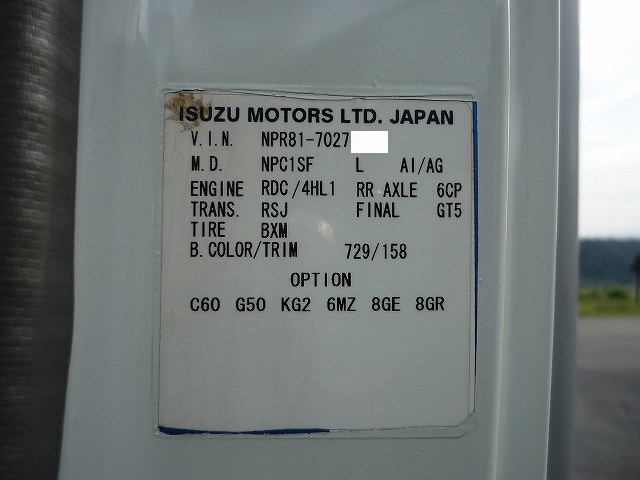 ISUZU MOTORS LTD. JAPAN
V.I.N. NPR81-7027
M.D. NPC1SF L AI/AG
ENGINE RDC/4HL1 RR AXLE 6CP
TRANS. RSJ FINAL GT5
TIRE BXM
B.COLOR/TRIM 729/158
OPTION
C60 G50 KG2 6MZ 8GE 8GR